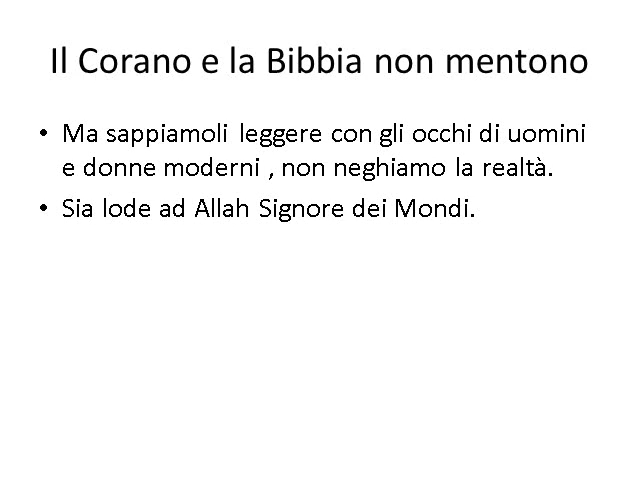 Il Corano e la Bibbia non mentono
• Ma sappiamoli leggere con gli occhi di uomini
e donne moderni , non neghiamo la realtà.
• Sia lode ad Allah Signore dei Mondi.